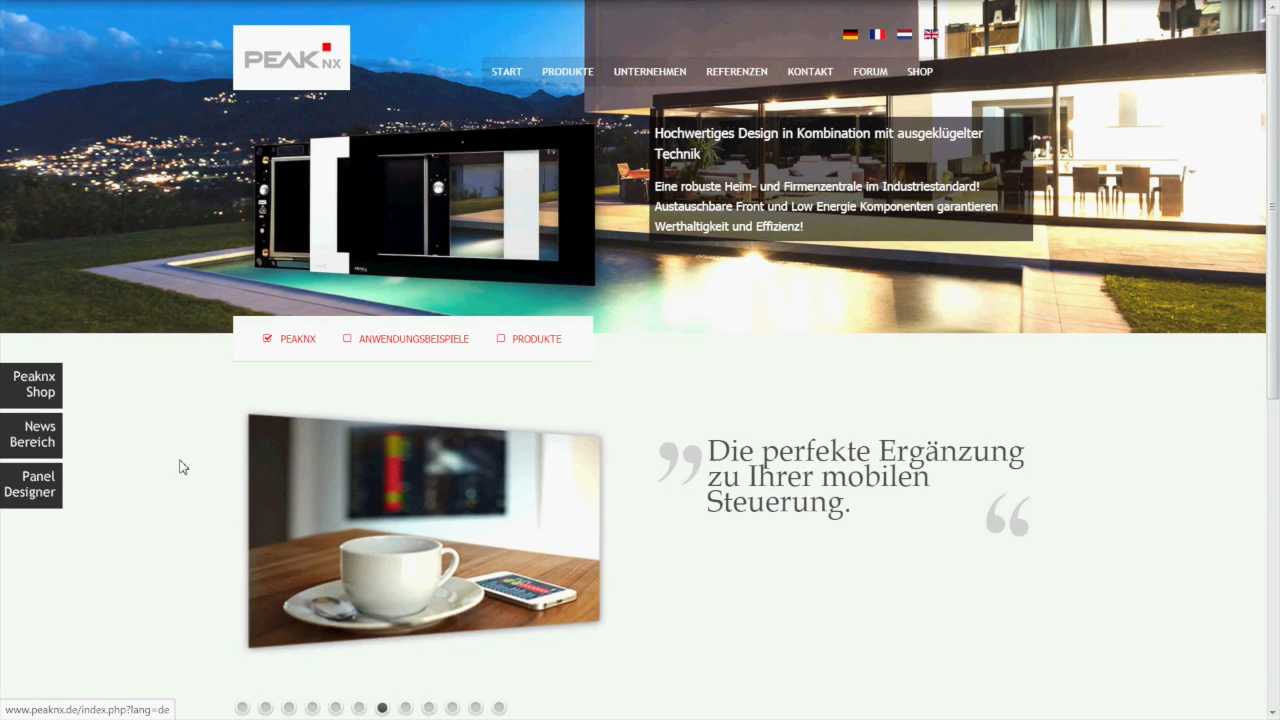 PEAK NX
START PRODUKTE UNTERNEHMEN REFERENZEN KONTAKT FORUM SHOP
Hochwertiges Design in Kombination mit ausgeklügelter
Technik
Eine robuste Heim- und Firmenzentrale im Industriestandard!
Austauschbare Front und Low Energie Komponenten garantieren
Werthaltigkeit und Effizienz!
PEAKNX ANWENDUNGSBEISPIELE PRODUKTE
Peaknx
Shop
News
Bereich
Panel
Designer
„Die perfekte Ergänzung
zu Ihrer mobilen
Steuerung.“
www.peaknx.de/index.php?lang=de